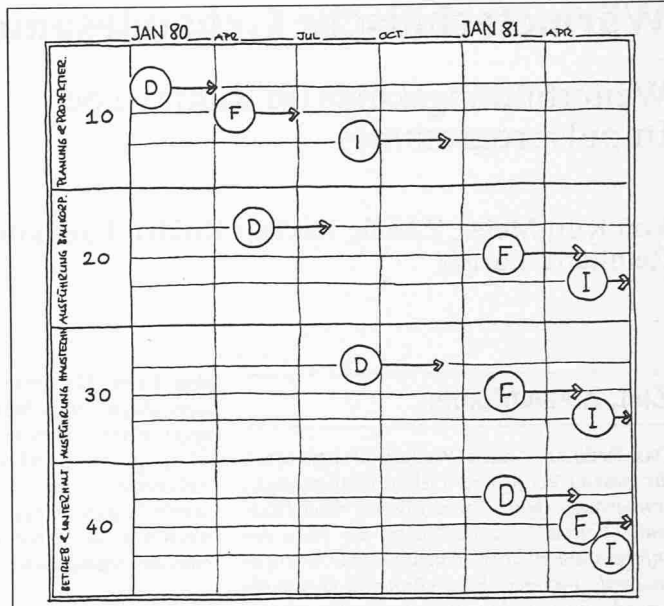 JAN 80 APR. JUL OCT. JAN 81 APR.
PLANUNG & PROJEKTIER.
10
D
F
I
AUSFÜHRUNG BAUKÖRP.
20
D
F
I
AUSFÜHRUNG HAUSTECHN
30
D
F
I
BETRIEB & UNTERHALT
40
D
F
I